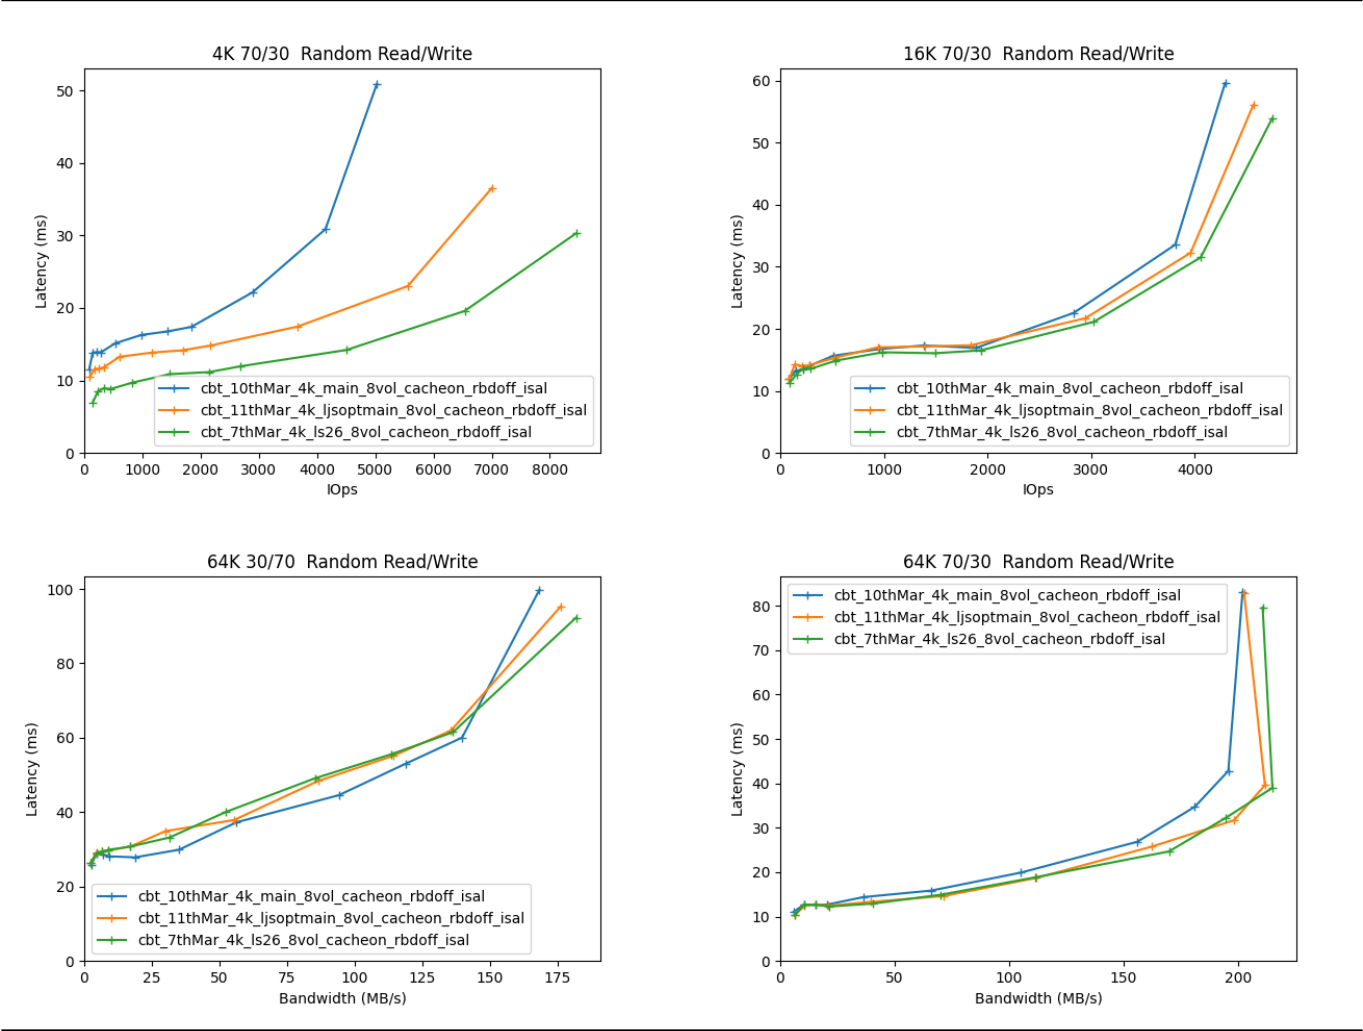 4K 70/30  Random Read/Write
50
40
30
20
10
0
Latency (ms)
cbt_10thMar_4k_main_8vol_cacheon_rbdoff_isal
cbt_11thMar_4k_ljsoptmain_8vol_cacheon_rbdoff_isal
cbt_7thMar_4k_ls26_8vol_cacheon_rbdoff_isal
0 1000 2000 3000 4000 5000 6000 7000 8000
IOps
16K 70/30  Random Read/Write
60
50
40
30
20
10
0
Latency (ms)
cbt_10thMar_4k_main_8vol_cacheon_rbdoff_isal
cbt_11thMar_4k_ljsoptmain_8vol_cacheon_rbdoff_isal
cbt_7thMar_4k_ls26_8vol_cacheon_rbdoff_isal
0 1000 2000 3000 4000
IOps
64K 30/70  Random Read/Write
100
80
60
40
20
0
Latency (ms)
cbt_10thMar_4k_main_8vol_cacheon_rbdoff_isal
cbt_11thMar_4k_ljsoptmain_8vol_cacheon_rbdoff_isal
cbt_7thMar_4k_ls26_8vol_cacheon_rbdoff_isal
0 25 50 75 100 125 150 175
Bandwidth (MB/s)
64K 70/30  Random Read/Write
cbt_10thMar_4k_main_8vol_cacheon_rbdoff_isal
cbt_11thMar_4k_ljsoptmain_8vol_cacheon_rbdoff_isal
cbt_7thMar_4k_ls26_8vol_cacheon_rbdoff_isal
80
70
60
50
40
30
20
10
0
Latency (ms)
0 50 100 150 200
Bandwidth (MB/s)